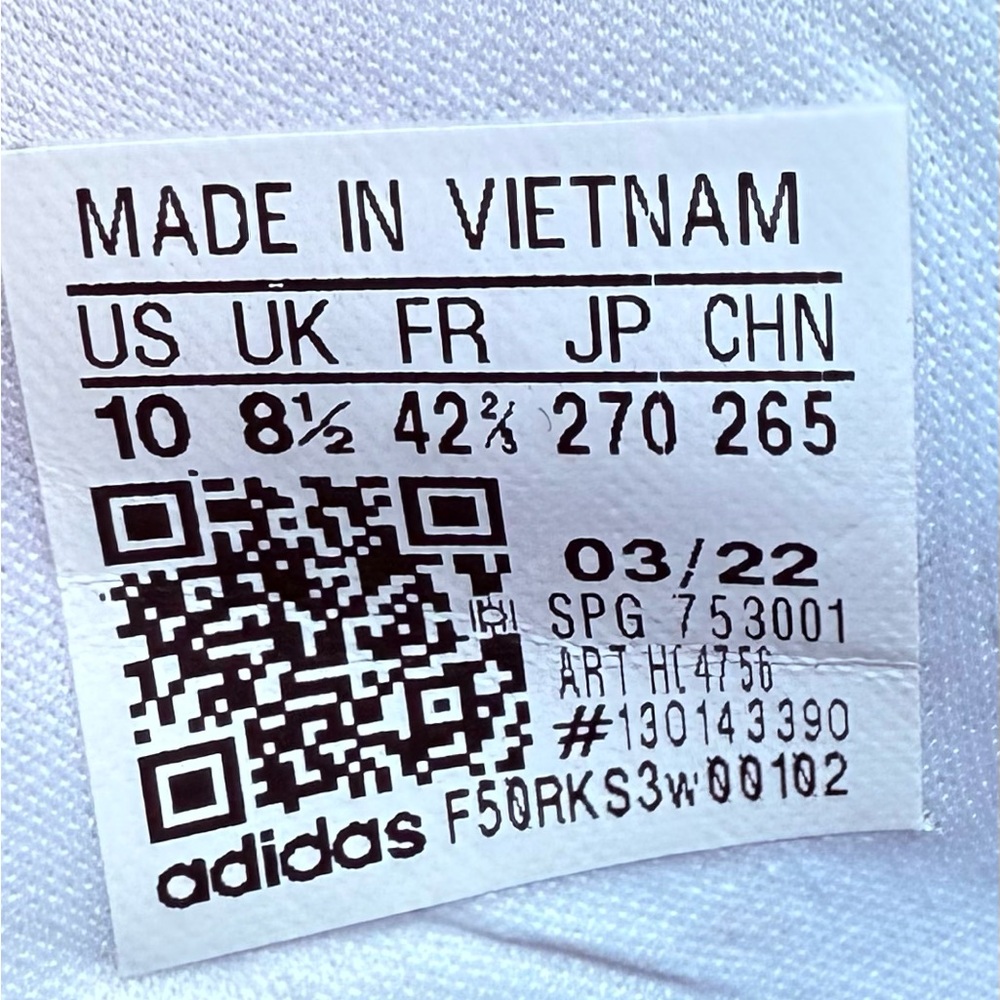 MADE IN VIETNAM
US UK FR JP CHN
10 8½ 42⅔ 270 265
03/22
SPG 753001
ART
#130143390
F50RKS3w00102
adidas